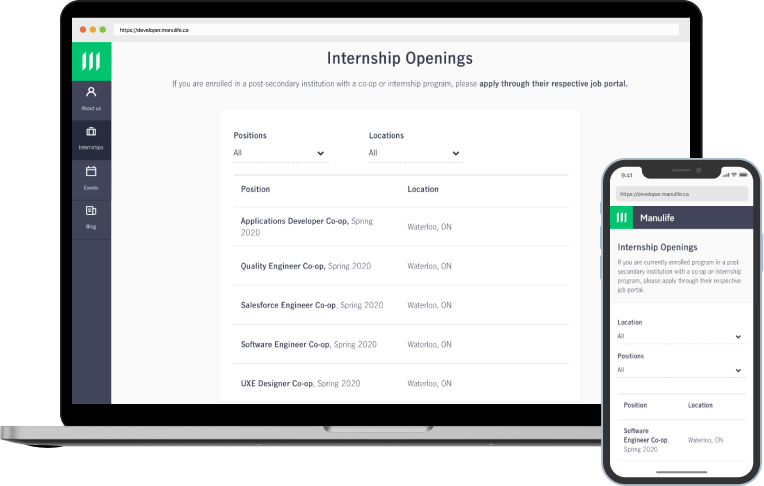 https://developer.manulife.ca
Internship Openings
If you are enrolled in a post-secondary institution with a co-op or internship program, please apply through their respective job portal.
About us
Internships
Events
Blog
Positions
Locations
All
All
Position
Location
Applications Developer Co-op, Spring
2020
Waterloo, ON
Quality Engineer Co-op, Spring 2020
Waterloo, ON
Salesforce Engineer Co-op, Spring 2020
Waterloo, ON
Software Engineer Co-op, Spring 2020
Waterloo, ON
UXE Designer Co-op, Spring 2020
Waterloo, ON
9:41
https://developer.manulife.ca
Manulife
Internship Openings
If you are currently enrolled program in a post-
secondary institution with a co-op or internship
program, please apply through their respective
job portal.
Location
All
Positions
All
Position
Location
Software
Engineer Co-op,
Spring 2020
Waterloo, ON